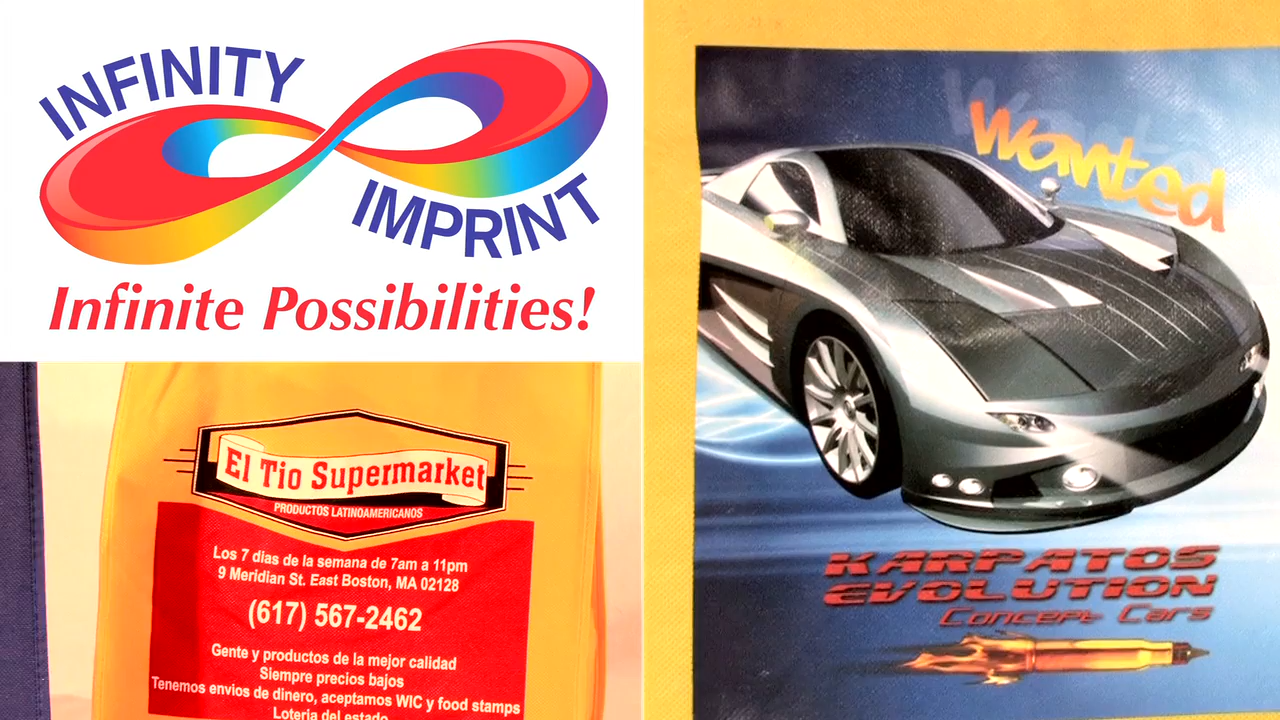 INFINITY
IMPRINT
Infinite Possibilities!
El Tio Supermarket
PRODUCTOS LATINOAMERICANOS
Los 7 dias de la semana de 7am a 11pm
9 Meridian St. East Boston, MA 02128
(617) 567-2462
Gente y productos de la mejor calidad
Siempre precios bajos
Tenemos envios de dinero, aceptamos WIC y food stamps
Loteria del estado
Wanted
KARPATOS
EVOLUTION
Concept Cars